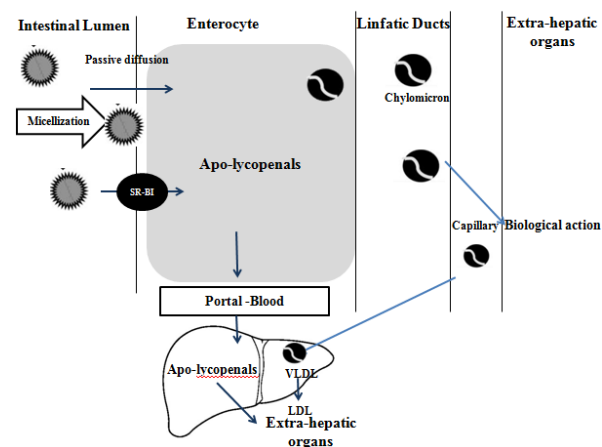 Intestinal Lumen
Enterocyte
Linfatic Ducts
Extra-hepatic
organs
Passive diffusion
Chylomicron
Micellization
Apo-lycopenals
SR-BI
Capillary
Biological action
Portal -Blood
Apo-lycopenals
VLDL
LDL
Extra-hepatic
organs